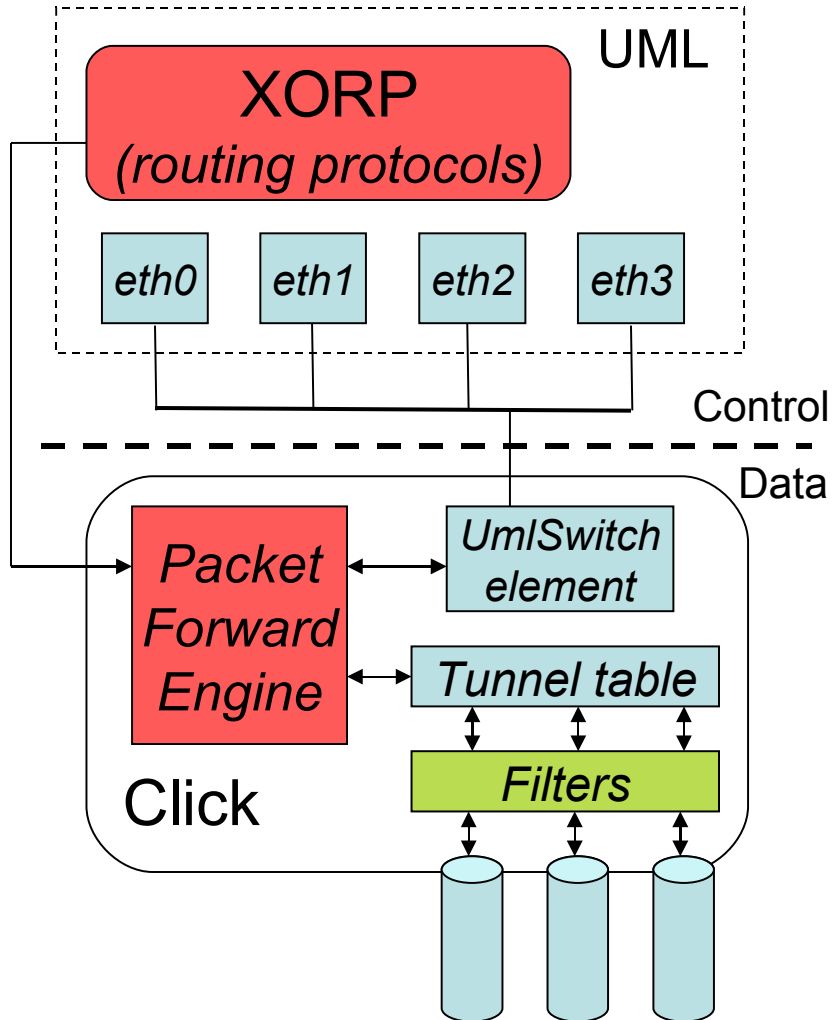 UML
XORP
(routing protocols)
eth0 eth1 eth2 eth3
Control
Data
UmlSwitch
element
Packet
Forward
Engine
Tunnel table
Filters
Click